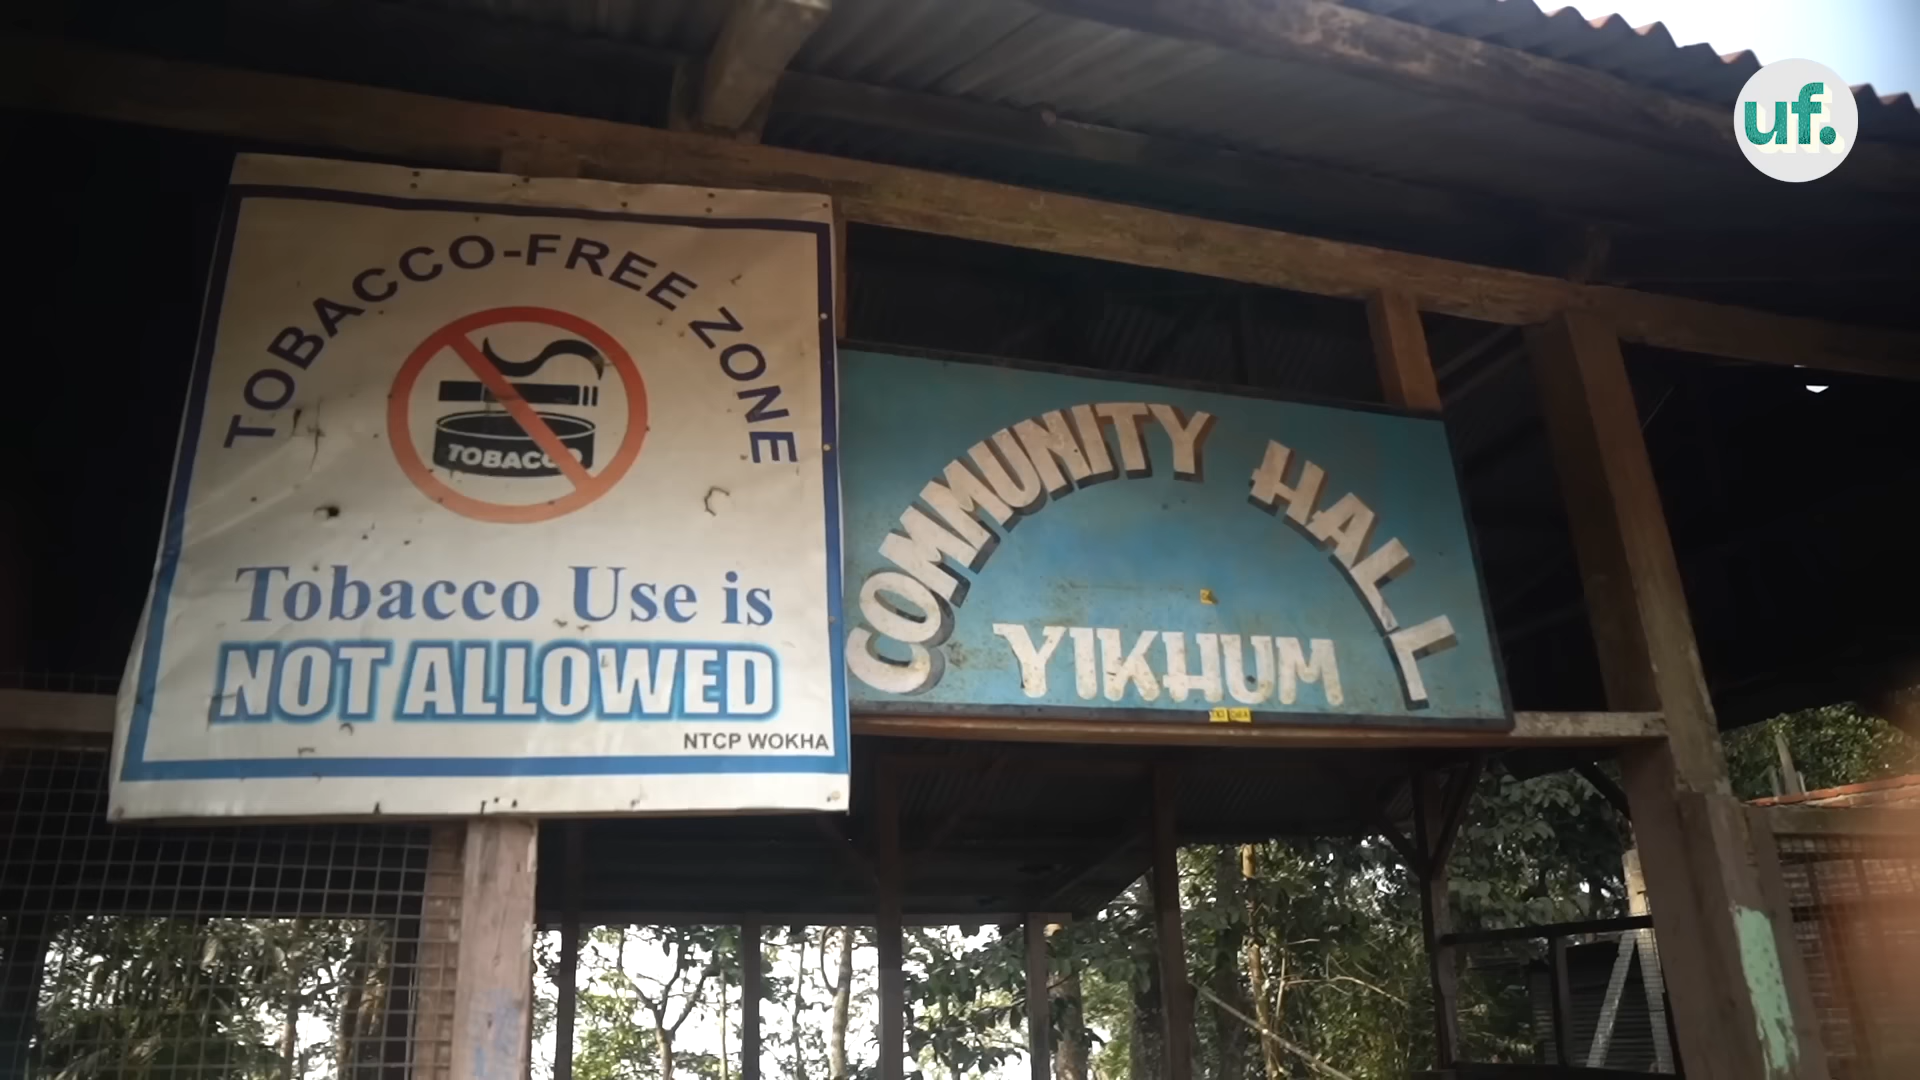 TOBACCO-FREE ZONE
TOBACCO
Tobacco Use is
NOT ALLOWED
NTCP WOKHA
COMMUNITY HALL
YIKHUM
uf.